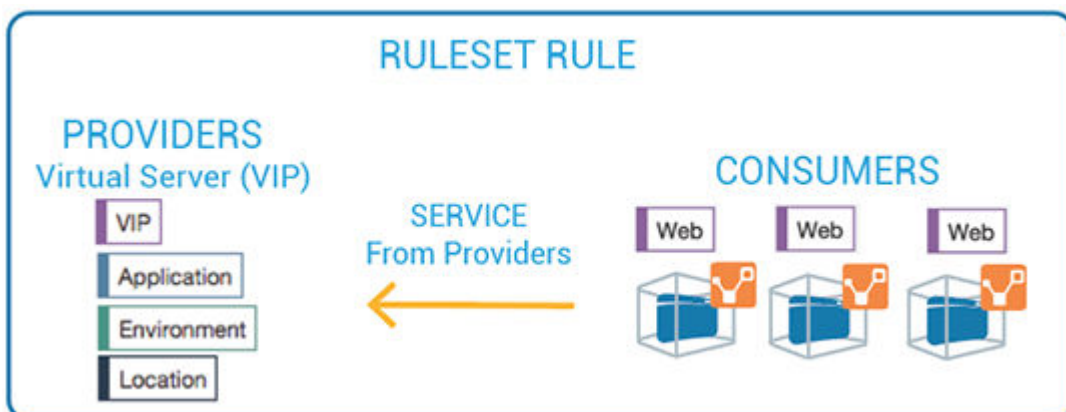 RULESET RULE
PROVIDERS
Virtual Server (VIP)
VIP
Application
Environment
Location
SERVICE
From Providers
CONSUMERS
Web
Web
Web